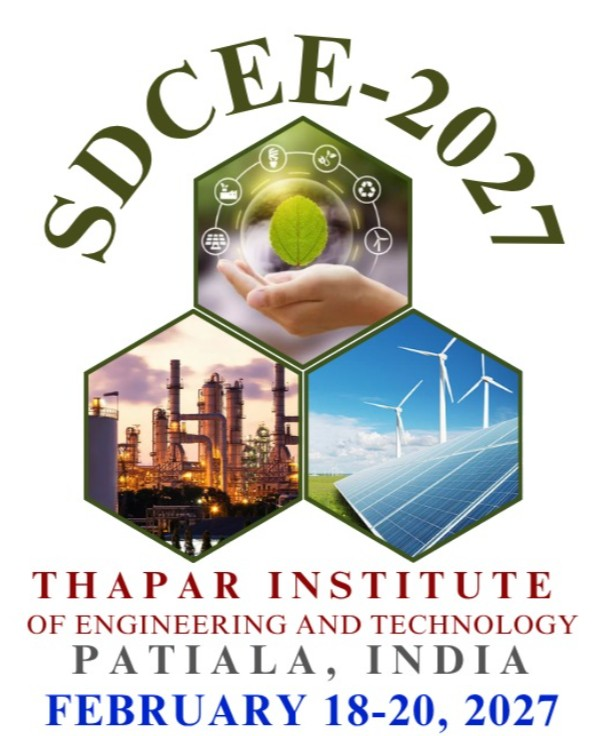 SDCEE-2027
THAPAR INSTITUTE
OF ENGINEERING AND TECHNOLOGY
PATIALA, INDIA
FEBRUARY 18-20, 2027